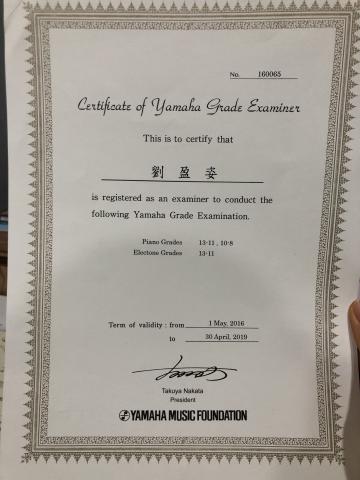 No. 160065
Certificate of Yamaha Grade Examiner
This is to certify that
劉 盈 姿
is registered as an examiner to conduct the
following Yamaha Grade Examination.
Piano Grades 13-11 , 10-8
Electone Grades 13-11
Term of validity : from 1 May, 2016
to 30 April, 2019
Takuya Nakata
President
YAMAHA MUSIC FOUNDATION